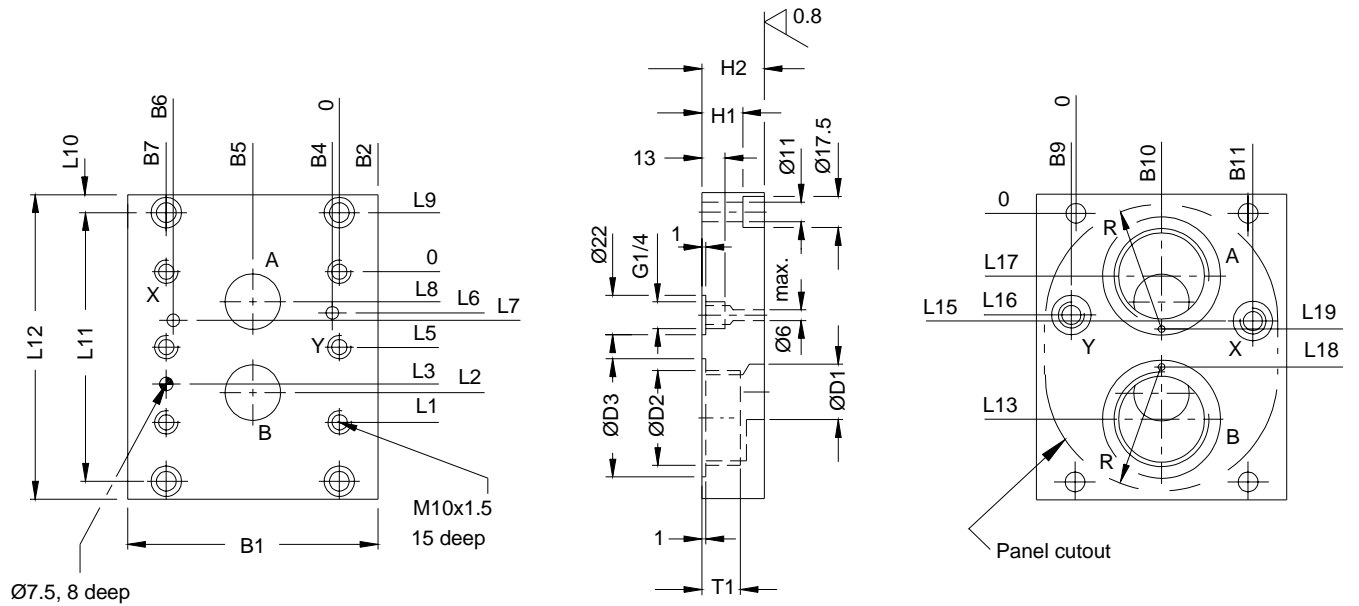 B6
B7
L10
B5
0
B4
B2
L9
0
L8
L6
L7
L5
L3
L2
L1
L12
L11
A
X
Y
B
M10x1.5
15 deep
B1
Ø7.5, 8 deep
0.8
H2
H1
13
Ø11
Ø17.5
1
Ø22
G1/4
max.
Ø6
ØD3
ØD2
ØD1
1
T1
0
B9
B10
B11
0
R
A
L17
L15
L16
L19
Y
X
L18
L13
B
R
Panel cutout